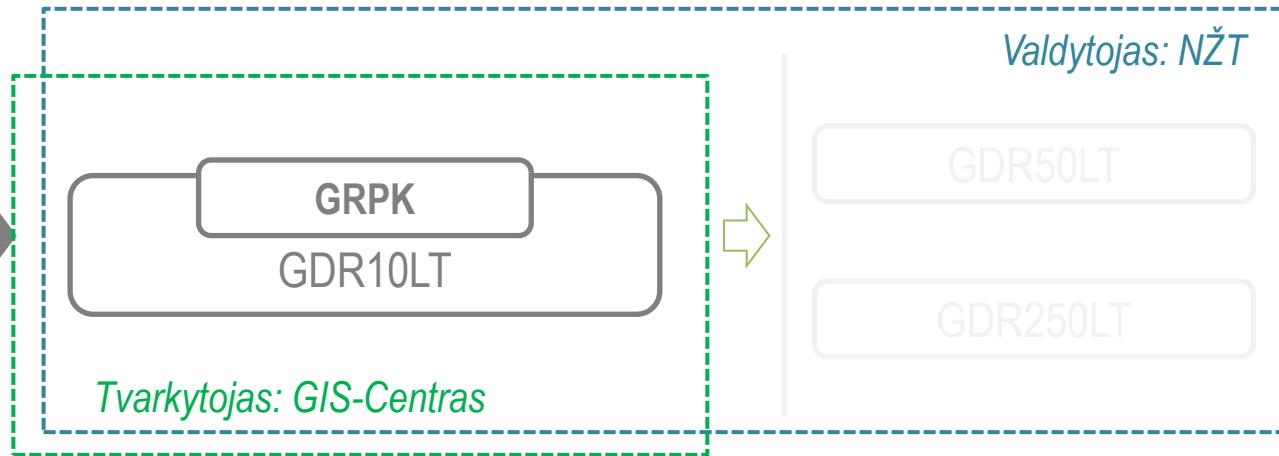 Valdytojas: NŽT
GRPK
GDR10LT
GDR50LT
GDR250LT
Tvarkytojas: GIS-Centras